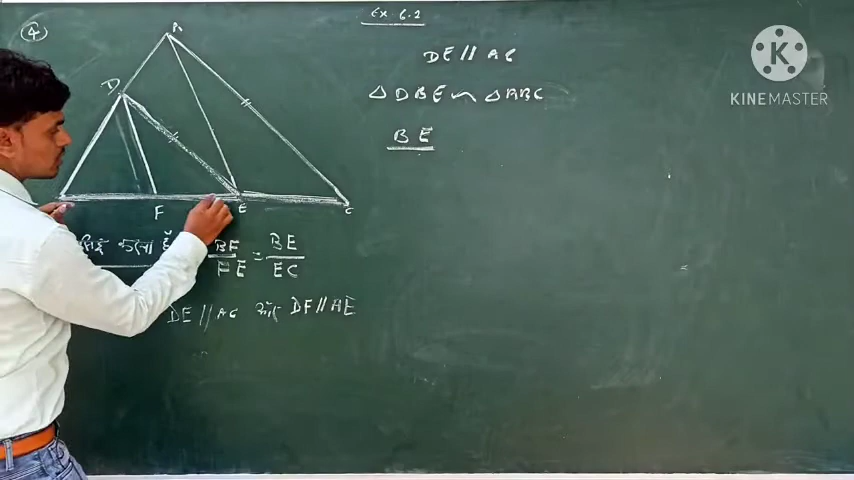 Ex 6.2
④
A
D
F
E
C
DE // AC
△DBE ~ △ABC
BE
BF/FE = BE/EC
DE // AC और DF // AE
K
KINEMASTER